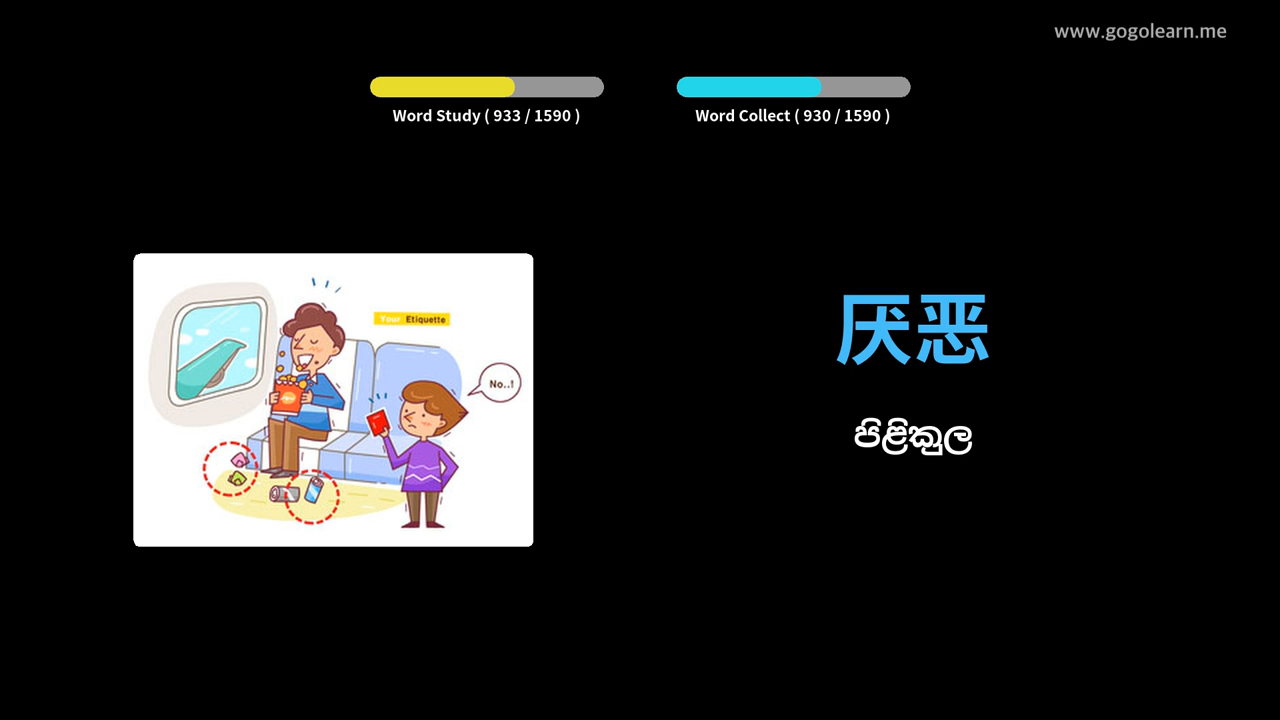 www.gogolearn.me
Word Study ( 933 / 1590 )
Word Collect ( 930 / 1590 )
Your Etiquette
No..!
厌恶
පිළිකුල